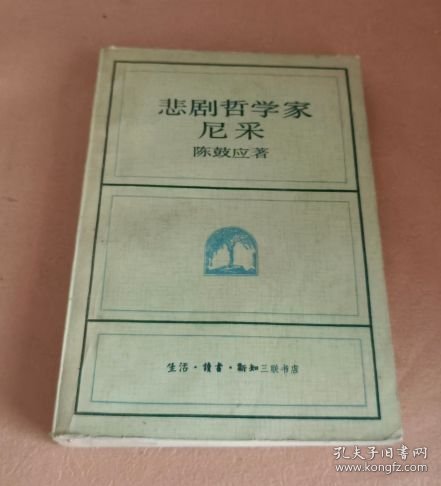 悲剧哲学家
尼采
陈鼓应著
生活·讀書·新知三联书店
孔夫子旧书网
www.kongfz.com